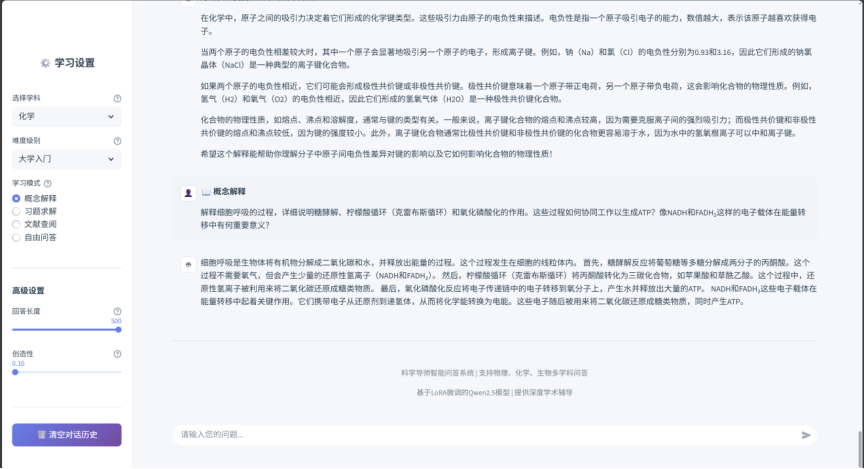 学习设置
选择学科
化学
难度级别
大学入门
学习模式
概念解释
习题求解
文献查阅
自由问答
高级设置
回答长度
500
创造性
0.10
清空对话历史
在化学中，原子之间的吸引力决定着它们形成的化学键类型。这些吸引力由原子的电负性来描述。电负性是指一个原子吸引电子的能力，数值越大，表示该原子越喜欢获得电
子。
当两个原子的电负性相差较大时，其中一个原子会显著地吸引另一个原子的电子，形成离子键。例如，钠（Na）和氯（Cl）的电负性分别为0.93和3.16，因此它们形成的钠氯
晶体（NaCl）是一种典型的离子键化合物。
如果两个原子的电负性相近，它们可能会形成极性共价键或非极性共价键。极性共价键意味着一个原子带正电荷，另一个原子带负电荷，这会影响化合物的物理性质。例如，
氢气（H2）和氧气（O2）的电负性相近，因此它们形成的氢氧气体（H2O）是一种极性共价键化合物。
化合物的物理性质，如熔点、沸点和溶解度，通常与键的类型有关。一般来说，离子键化合物的熔点和沸点较高，因为需要克服离子间的强烈吸引力；而极性共价键和非极性
共价键的熔点和沸点较低，因为键的强度较小。此外，离子键化合物通常比极性共价键和非极性共价键的化合物更容易溶于水，因为水中的氢氧根离子可以中和离子键。
希望这个解释能帮助你理解分子中原子间电负性差异对键的影响以及它如何影响化合物的物理性质！
概念解释
解释细胞呼吸的过程，详细说明糖酵解、柠檬酸循环（克雷布斯循环）和氧化磷酸化的作用。这些过程如何协同工作以生成ATP？像NADH和FADH₂这样的电子载体在能量转
移中有何重要意义？
细胞呼吸是生物体将有机物分解成二氧化碳和水，并释放出能量的过程。这个过程发生在细胞的线粒体内。 首先，糖酵解反应将葡萄糖等多糖分解成两分子的丙酮酸。这个
过程不需要氧气，但会产生少量的还原性氢离子（NADH和FADH₂）。 然后，柠檬酸循环（克雷布斯循环）将丙酮酸转化为三碳化合物，如苹果酸和草酰乙酸。这个过程中，还
原性氢离子被利用来将二氧化碳还原成糖类物质。 最后，氧化磷酸化反应将电子传递链中的电子转移到氧分子上，产生水并释放出大量的ATP。 NADH和FADH₂这些电子载体在
能量转移中起着关键作用。它们携带电子从还原剂到递氢体，从而将化学能转换为电能。这些电子随后被用来将二氧化碳还原成糖类物质，同时产生ATP。
科学导师智能问答系统 | 支持物理、化学、生物多学科问答
基于LoRA微调的Qwen2.5模型 | 提供深度学术辅导
请输入您的问题...